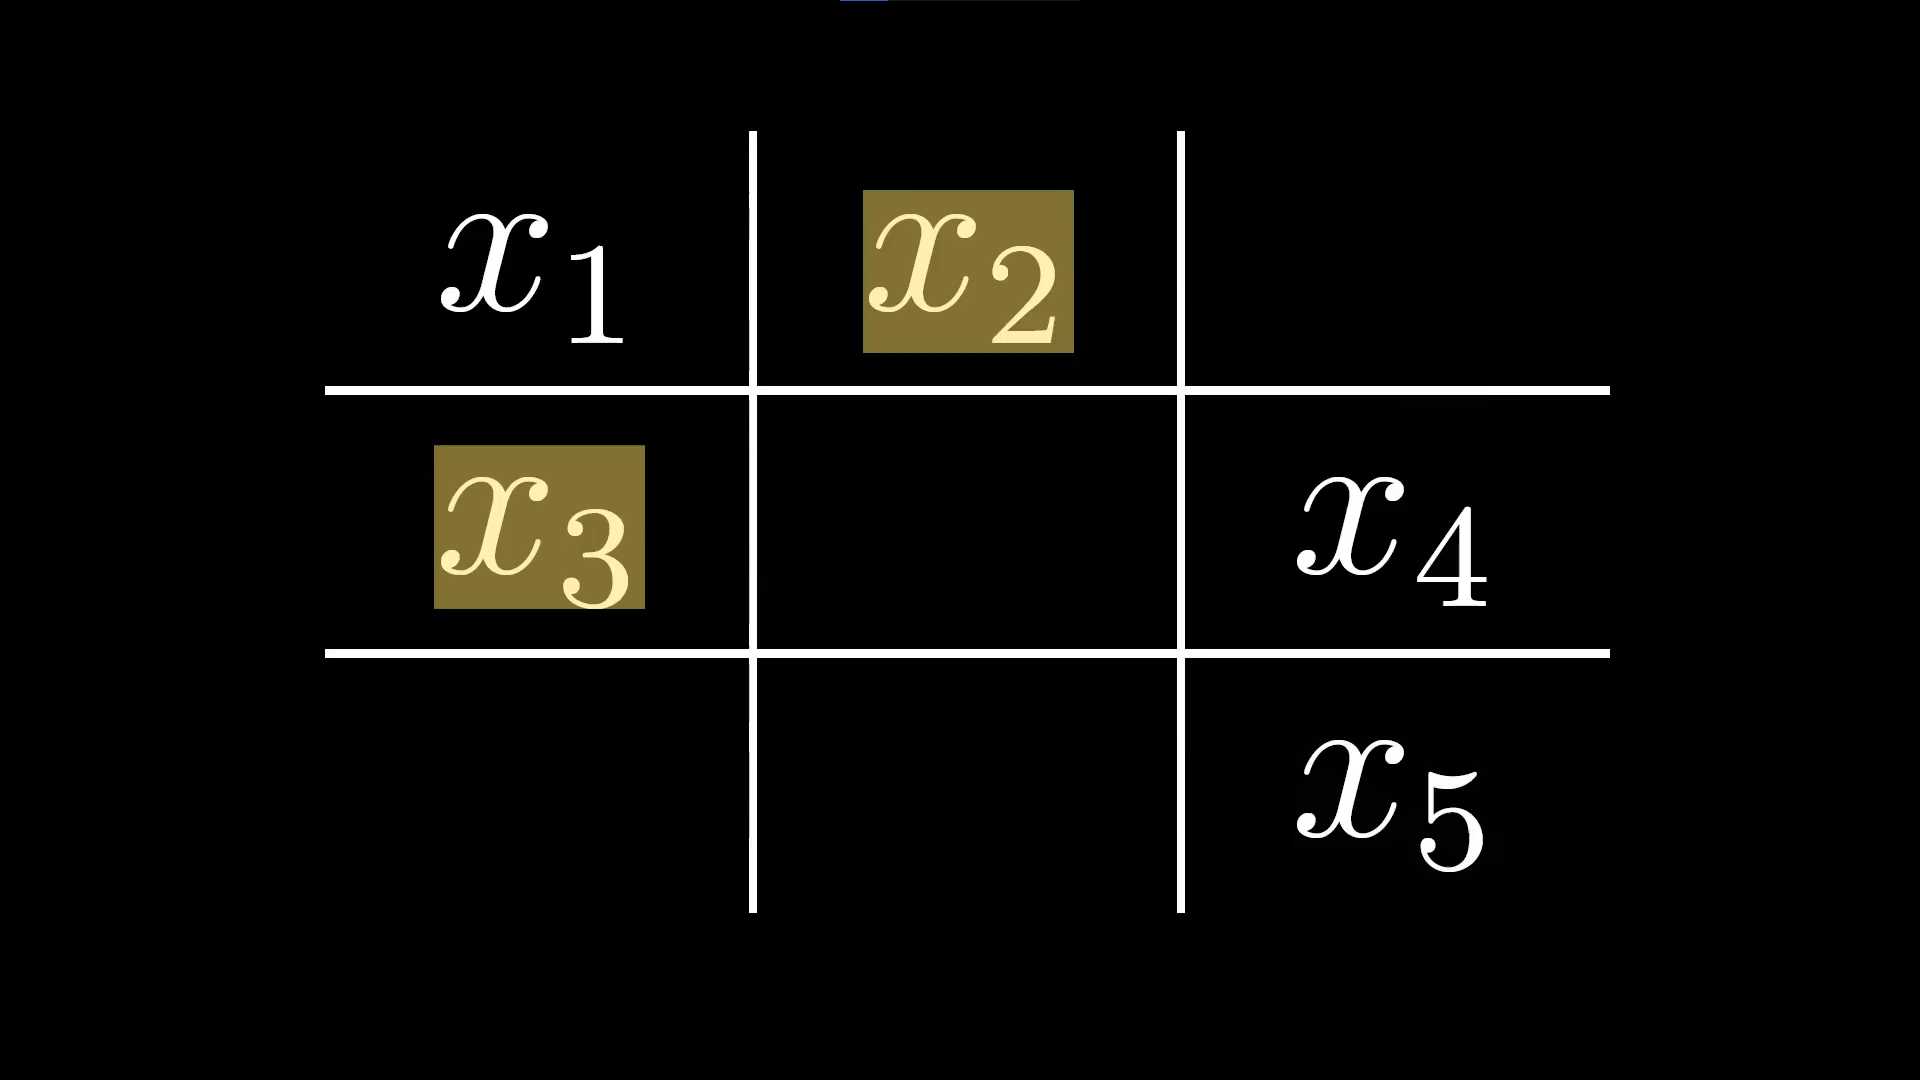 x₁ x₂
x₃ x₄
x₅